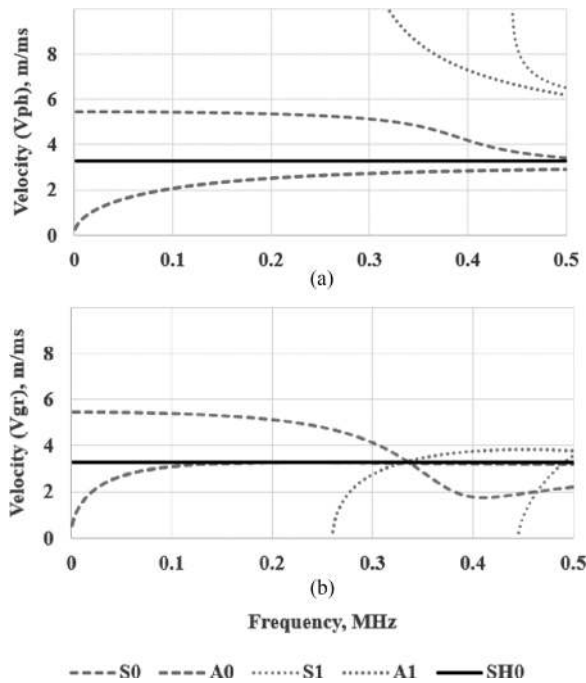 Velocity (Vph), m/ms
8
6
4
2
0
0 0.1 0.2 0.3 0.4 0.5
(a)
Velocity (Vgr), m/ms
8
6
4
2
0
0 0.1 0.2 0.3 0.4 0.5
(b)
Frequency, MHz
S0 A0 S1 A1 SH0